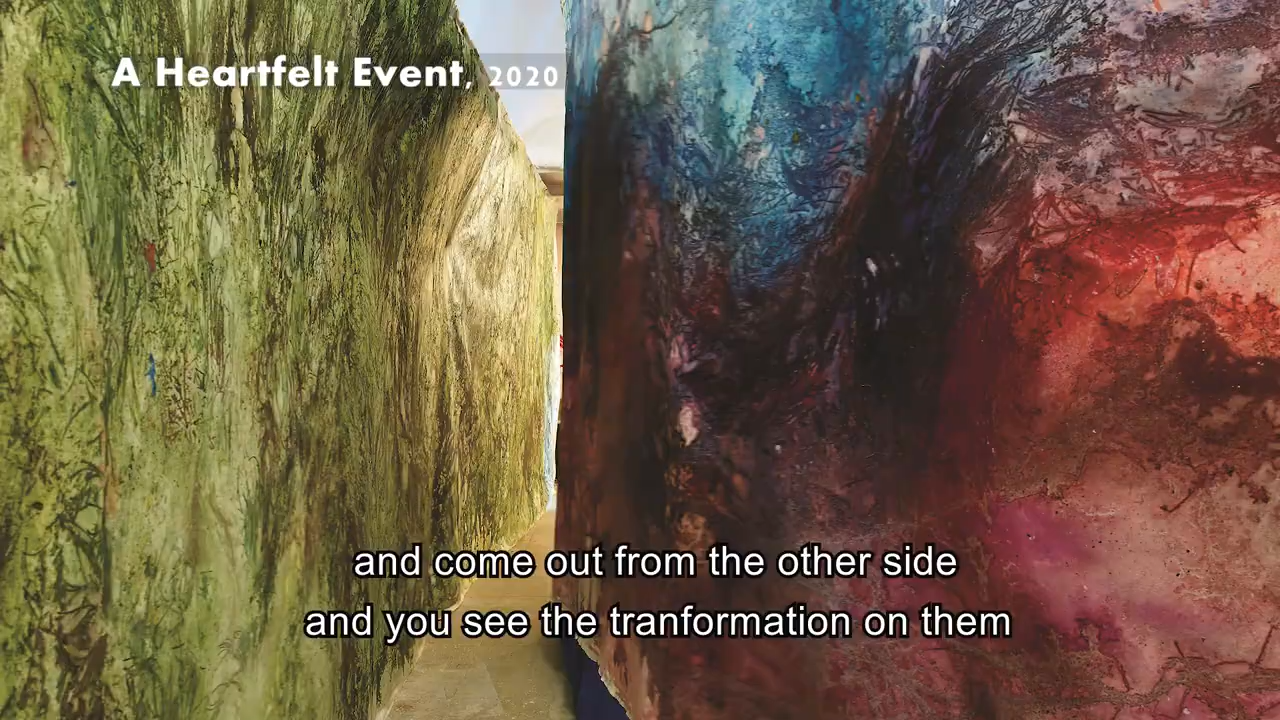 A Heartfelt Event, 2020
and come out from the other side
and you see the tranformation on them